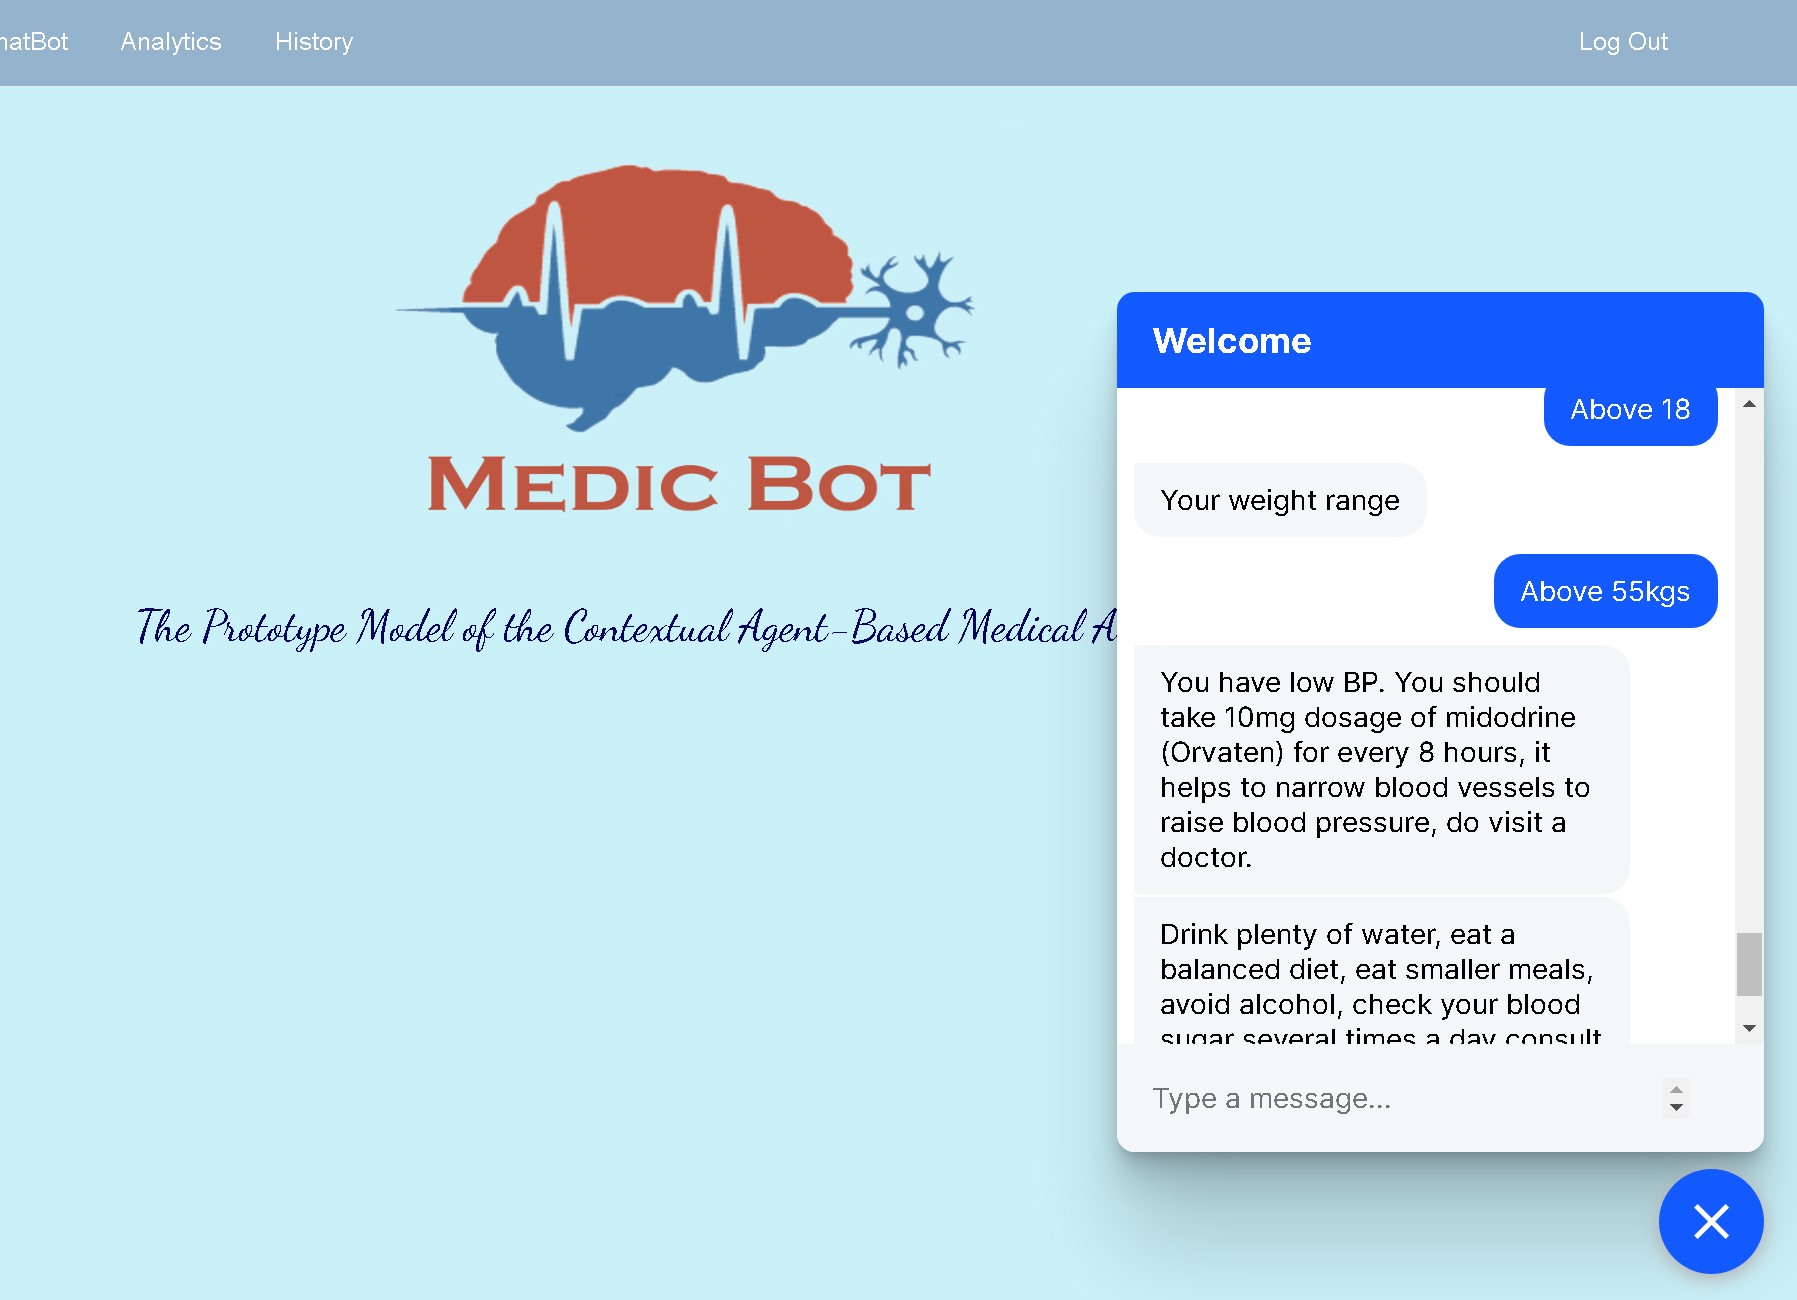 hatBot Analytics History Log Out
MEDIC BOT
The Prototype Model of the Contextual Agent-Based Medical A
Welcome
Above 18
Your weight range
Above 55kgs
You have low BP. You should
take 10mg dosage of midodrine
(Orvaten) for every 8 hours, it
helps to narrow blood vessels to
raise blood pressure, do visit a
doctor.
Drink plenty of water, eat a
balanced diet, eat smaller meals,
avoid alcohol, check your blood
sugar several times a day consult
Type a message...